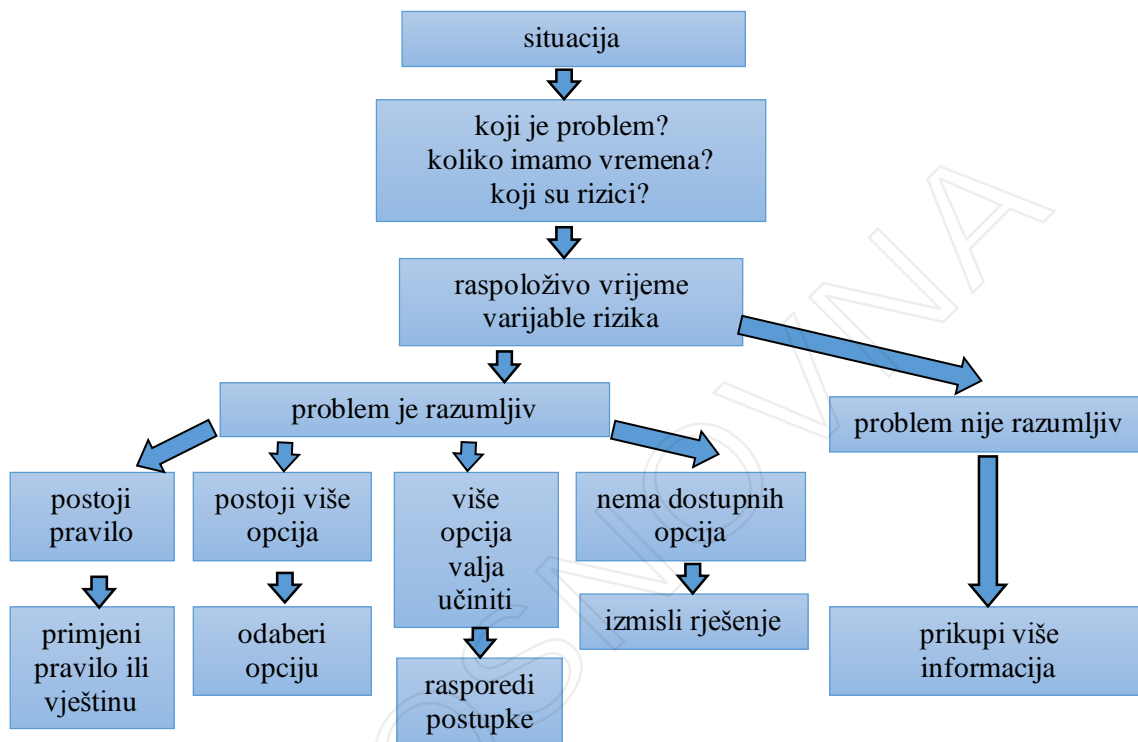 situacija
koji je problem?
koliko imamo vremena?
koji su rizici?
raspoloživo vrijeme
varijable rizika
problem je razumljiv
problem nije razumljiv
postoji
pravilo
postoji više
opcija
više
opcija
valja
učiniti
nema dostupnih
opcija
primjeni
pravilo ili
vještinu
odaberi
opciju
rasporedi
postupke
izmisli rješenje
prikupi više
informacija
OSNOVNA